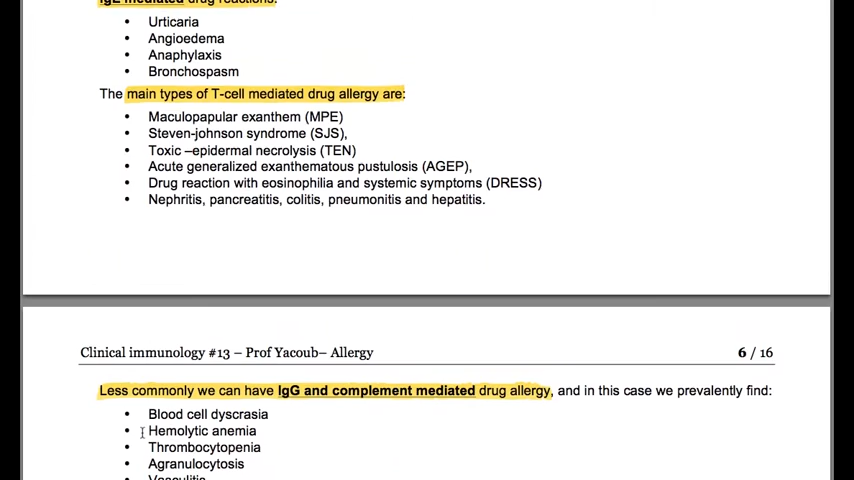 IgE mediated drug reactions:
• Urticaria
• Angioedema
• Anaphylaxis
• Bronchospasm
The main types of T-cell mediated drug allergy are:
• Maculopapular exanthem (MPE)
• Steven-johnson syndrome (SJS),
• Toxic –epidermal necrolysis (TEN)
• Acute generalized exanthematous pustulosis (AGEP),
• Drug reaction with eosinophilia and systemic symptoms (DRESS)
• Nephritis, pancreatitis, colitis, pneumonitis and hepatitis.
Clinical immunology #13 – Prof Yacoub– Allergy 6 / 16
Less commonly we can have IgG and complement mediated drug allergy, and in this case we prevalently find:
• Blood cell dyscrasia
• Hemolytic anemia
• Thrombocytopenia
• Agranulocytosis
• Vasculitis